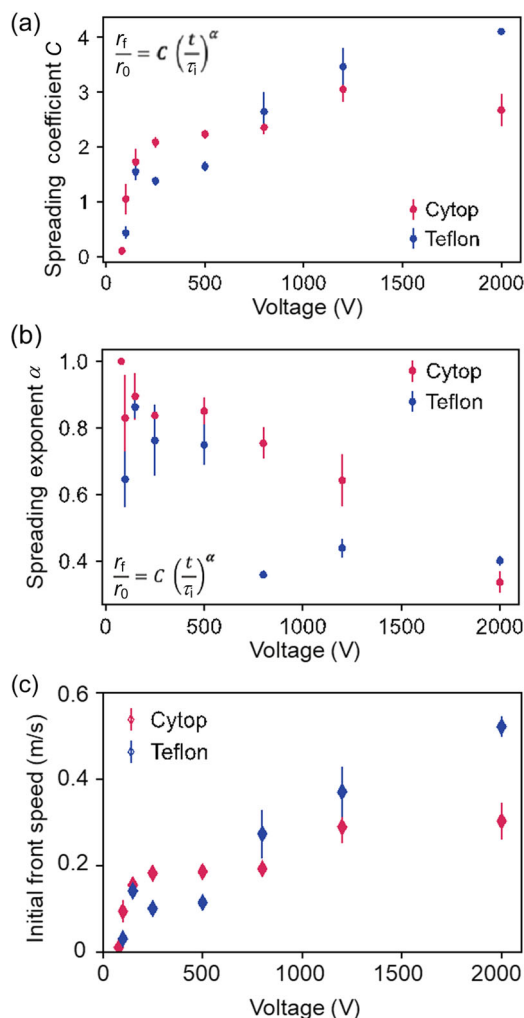 (a)
r_f/r_0 = C (t/τ_i)^α
Spreading coefficient C
4
3
2
1
0
Cytop
Teflon
0 500 1000 1500 2000
Voltage (V)
(b)
Spreading exponent α
1.0
0.8
0.6
0.4
Cytop
Teflon
r_f/r_0 = C (t/τ_i)^α
0 500 1000 1500 2000
Voltage (V)
(c)
Initial front speed (m/s)
0.6
0.4
0.2
0
Cytop
Teflon
0 500 1000 1500 2000
Voltage (V)